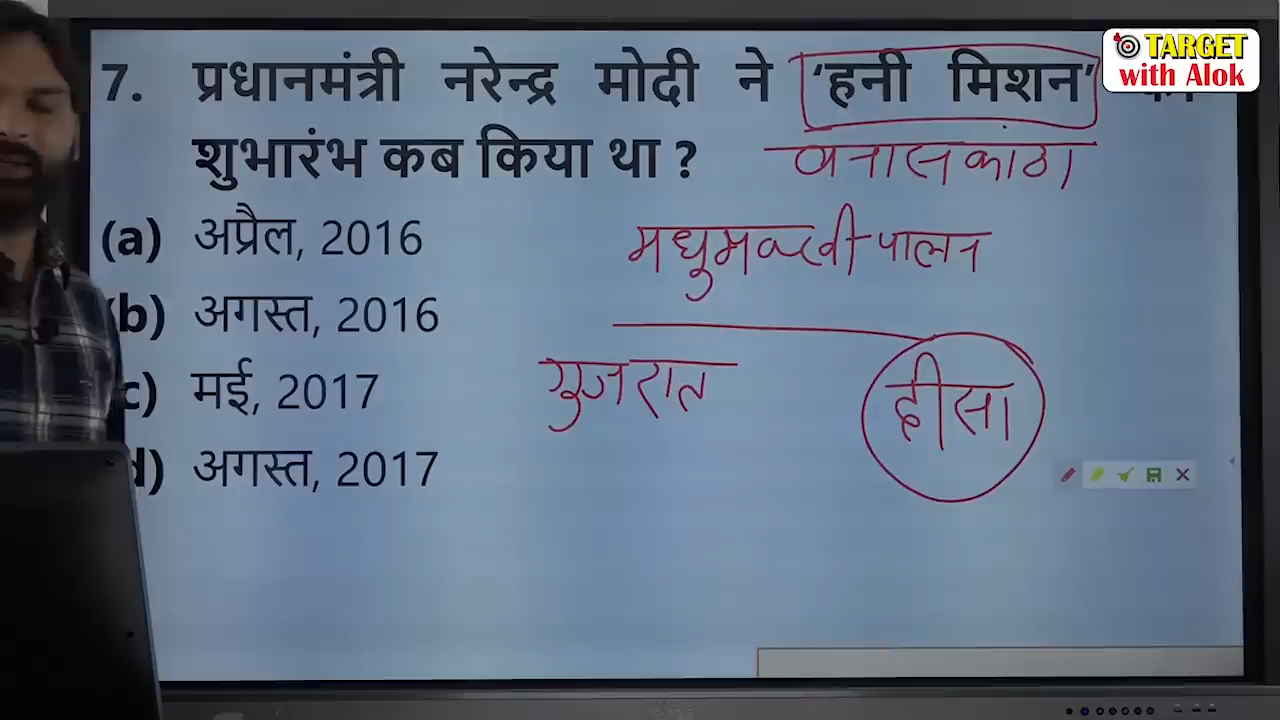 TARGET
with Alok
7. प्रधानमंत्री नरेन्द्र मोदी ने 'हनी मिशन'
शुभारंभ कब किया था ?
बनासकांठा
(a) अप्रैल, 2016
मधुमक्खी पालन
b) अगस्त, 2016
c) मई, 2017
गुजरात
दीसा
d) अगस्त, 2017